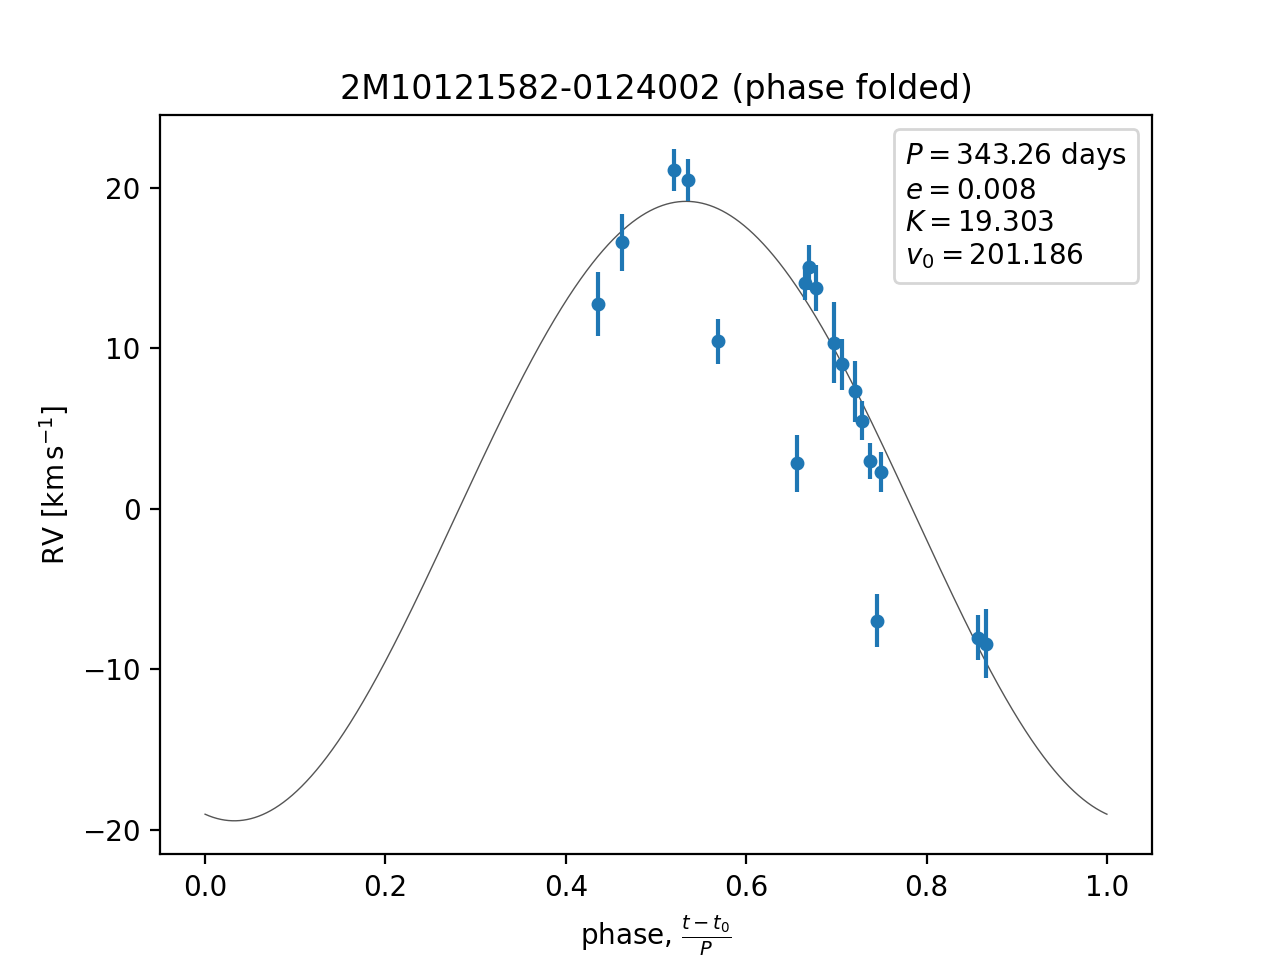 2M10121582-0124002 (phase folded)
P = 343.26 days
e = 0.008
K = 19.303
v₀ = 201.186
RV [km s⁻¹]
20
10
0
−10
−20
0.0 0.2 0.4 0.6 0.8 1.0
phase, (t − t₀)/P